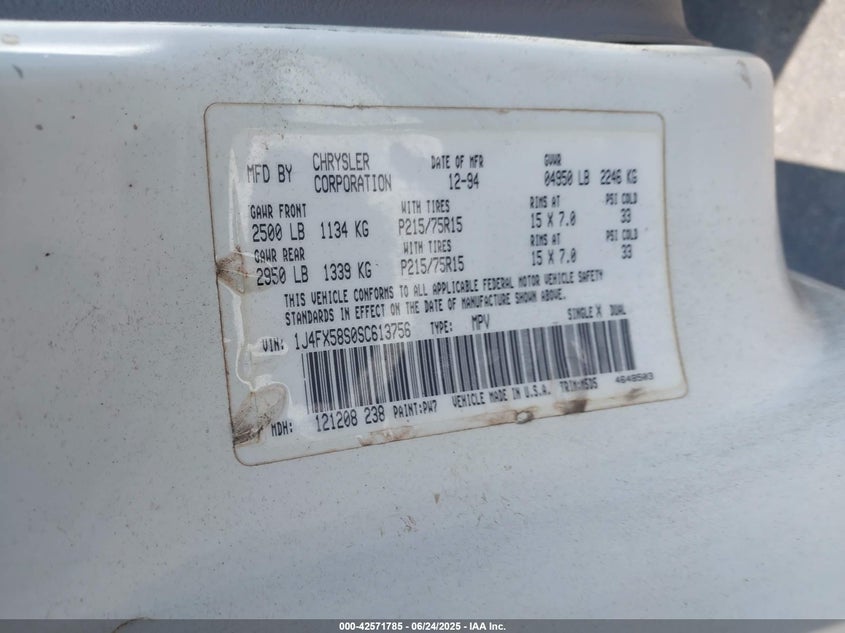 MFD BY CHRYSLER CORPORATION DATE OF MFR 12-94 GVWR 04950 LB 2246 KG
GAWR FRONT WITH TIRES RIMS AT PSI COLD
2500 LB 1134 KG P215/75R15 15 X 7.0 33
GAWR REAR WITH TIRES RIMS AT PSI COLD
2950 LB 1339 KG P215/75R15 15 X 7.0 33
THIS VEHICLE CONFORMS TO ALL APPLICABLE FEDERAL MOTOR VEHICLE SAFETY
STANDARDS IN EFFECT ON THE DATE OF MANUFACTURE SHOWN ABOVE.
VIN: 1J4FX58S0SC613756 TYPE: MPV SINGLE X DUAL
MDH: 121208 238 PAINT:PW7 VEHICLE MADE IN U.S.A. TRIM:MSDS 4648503
000-42571785 | 06/24/2025 | IAA Inc.